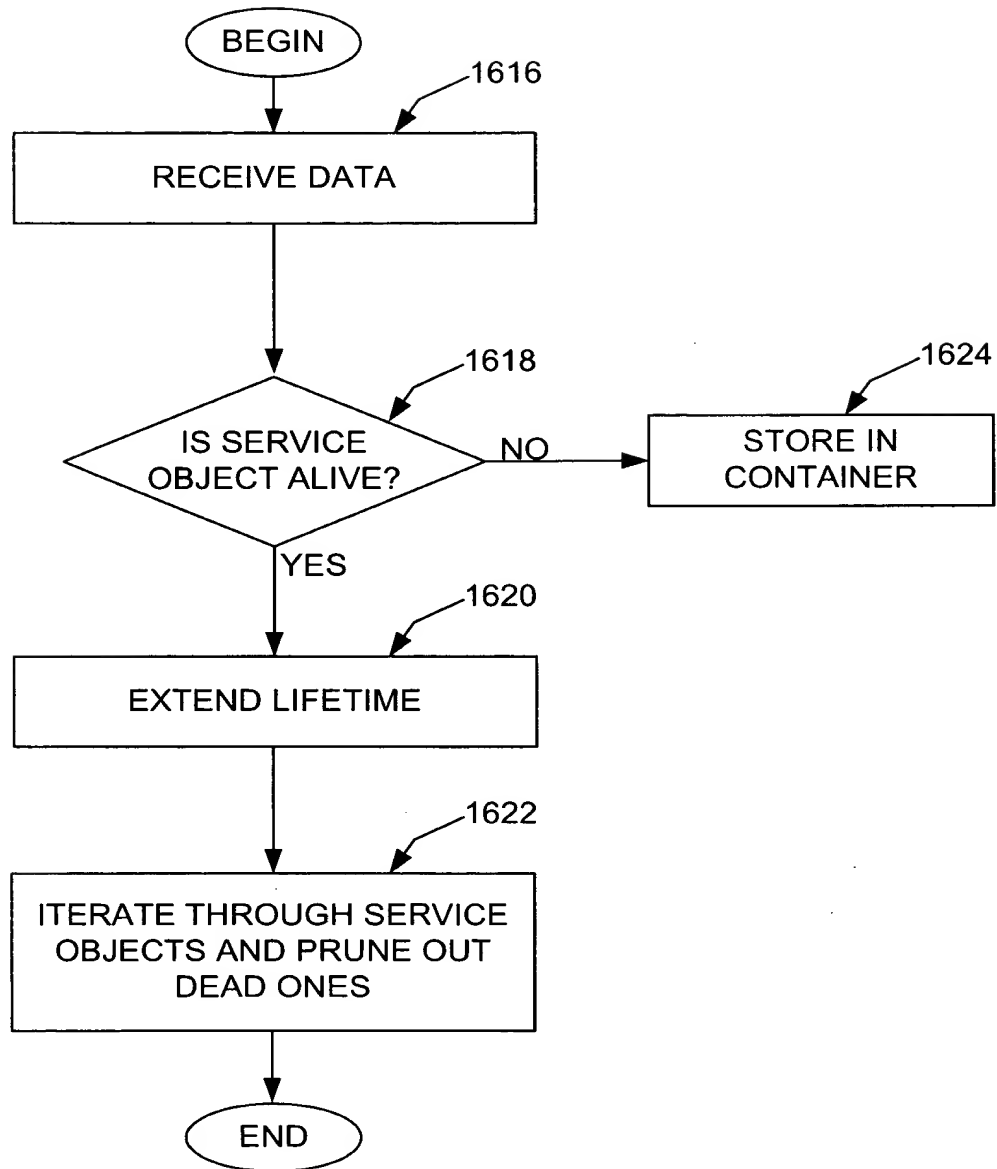 BEGIN
1616
RECEIVE DATA
1618
IS SERVICE
OBJECT ALIVE?
NO
1624
STORE IN
CONTAINER
YES
1620
EXTEND LIFETIME
1622
ITERATE THROUGH SERVICE
OBJECTS AND PRUNE OUT
DEAD ONES
END